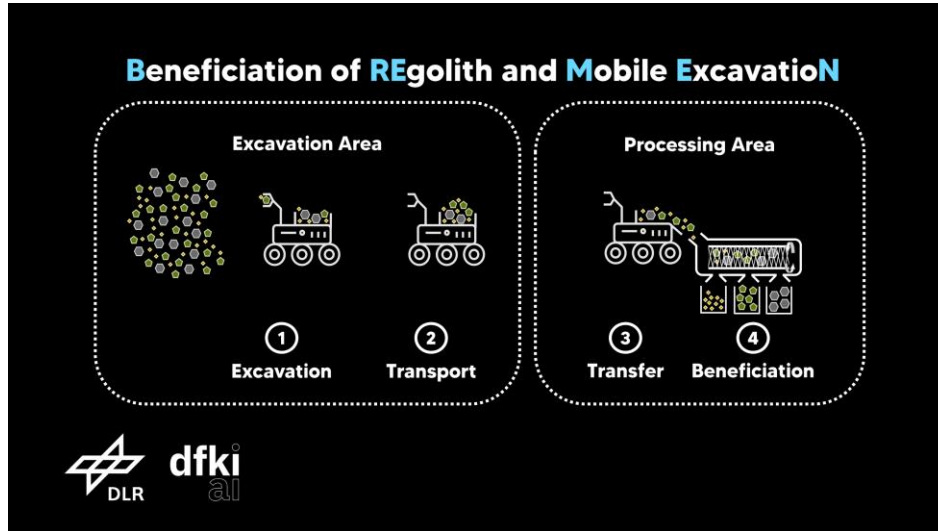 Beneficiation of REgolith and Mobile ExcavatioN
Excavation Area
Processing Area
1
Excavation
2
Transport
3
Transfer
4
Beneficiation
DLR
dfki
ai